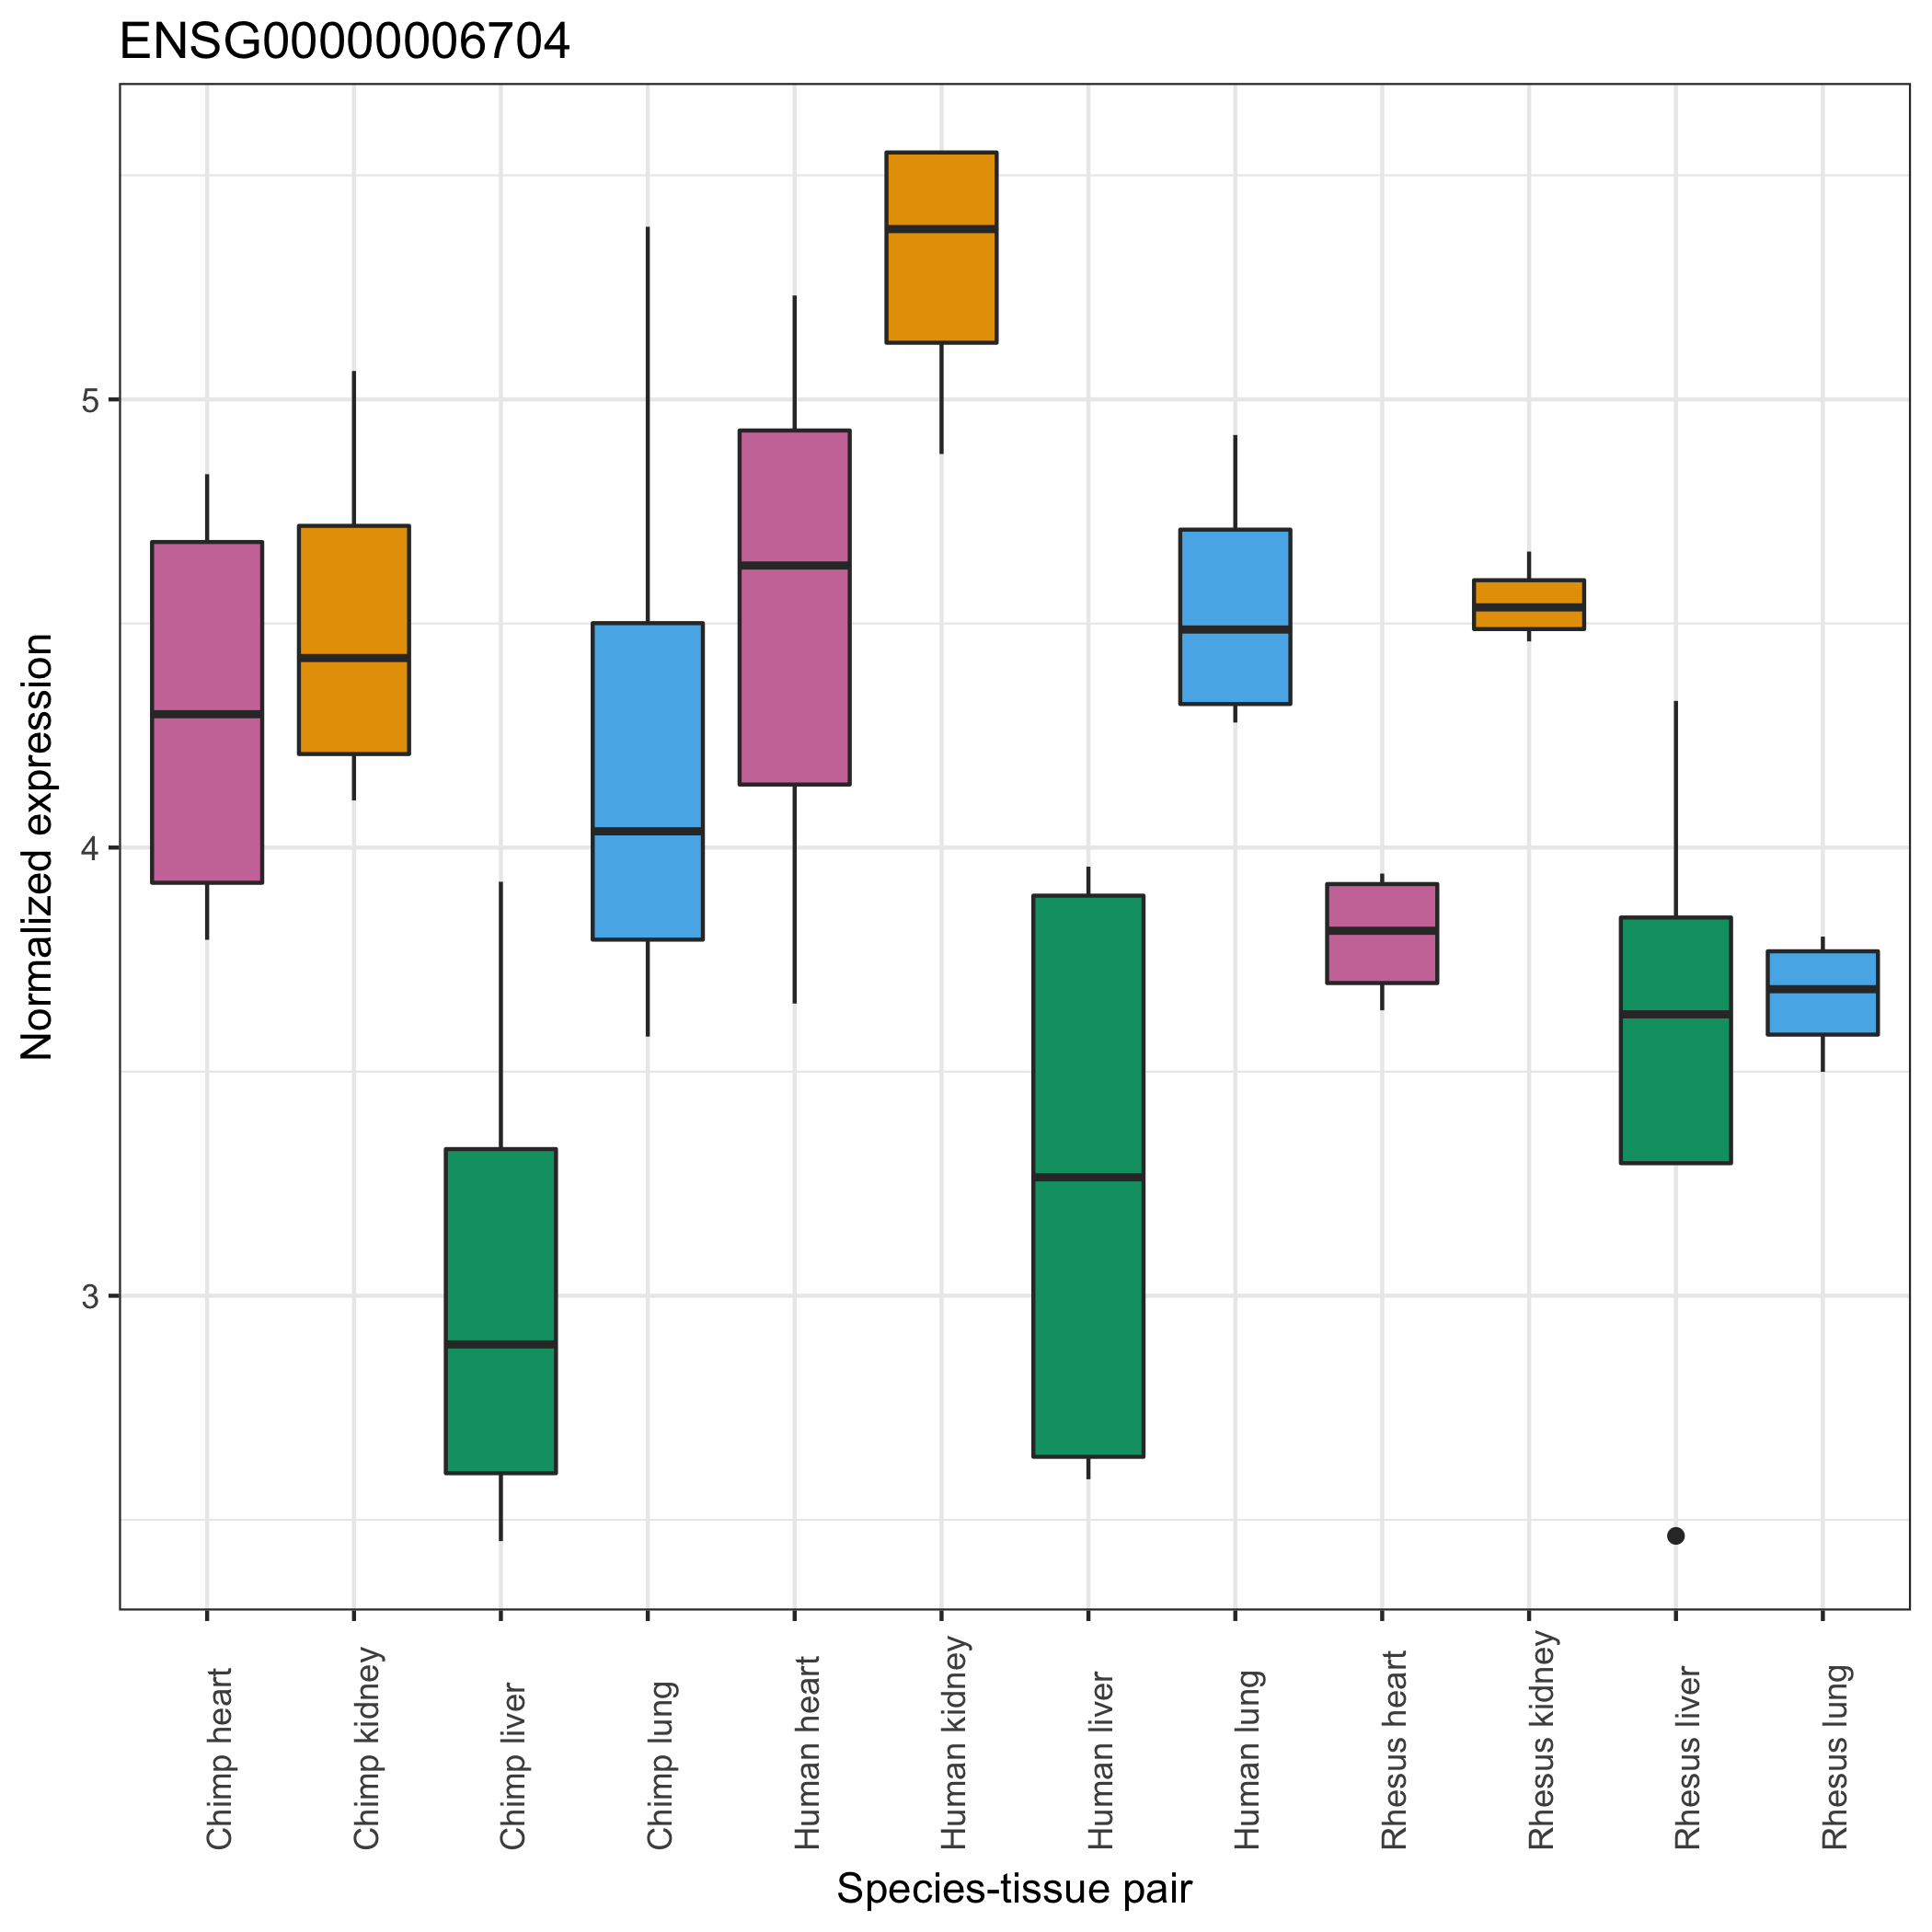 ENSG00000006704
Normalized expression
5
4
3
Chimp heart
Chimp kidney
Chimp liver
Chimp lung
Human heart
Human kidney
Human liver
Human lung
Rhesus heart
Rhesus kidney
Rhesus liver
Rhesus lung
Species-tissue pair